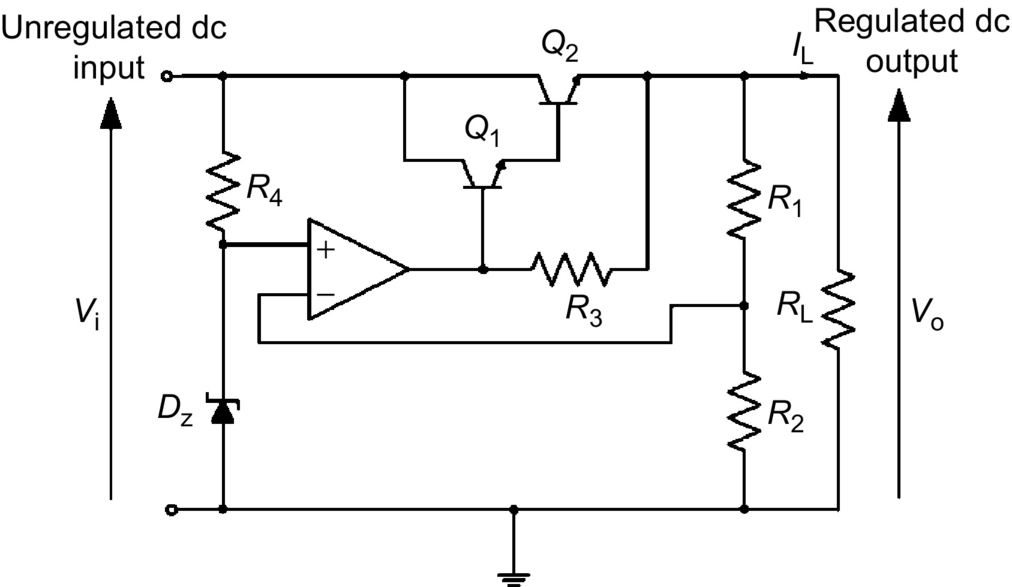 Unregulated dc
input
Regulated dc
output
Q2
IL
Q1
R4
R1
+
−
Vi
R3
RL
Vo
Dz
R2